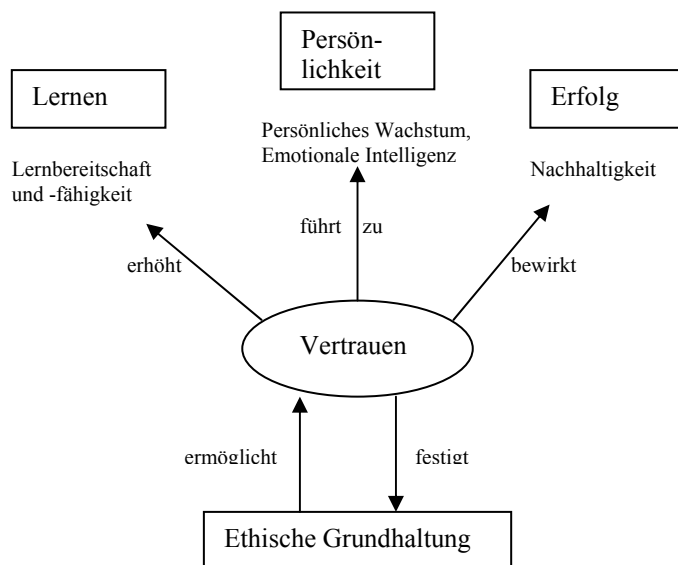 Persön-
lichkeit
Lernen
Erfolg
Persönliches Wachstum,
Emotionale Intelligenz
Lernbereitschaft
und -fähigkeit
Nachhaltigkeit
führt zu
erhöht
bewirkt
Vertrauen
ermöglicht
festigt
Ethische Grundhaltung